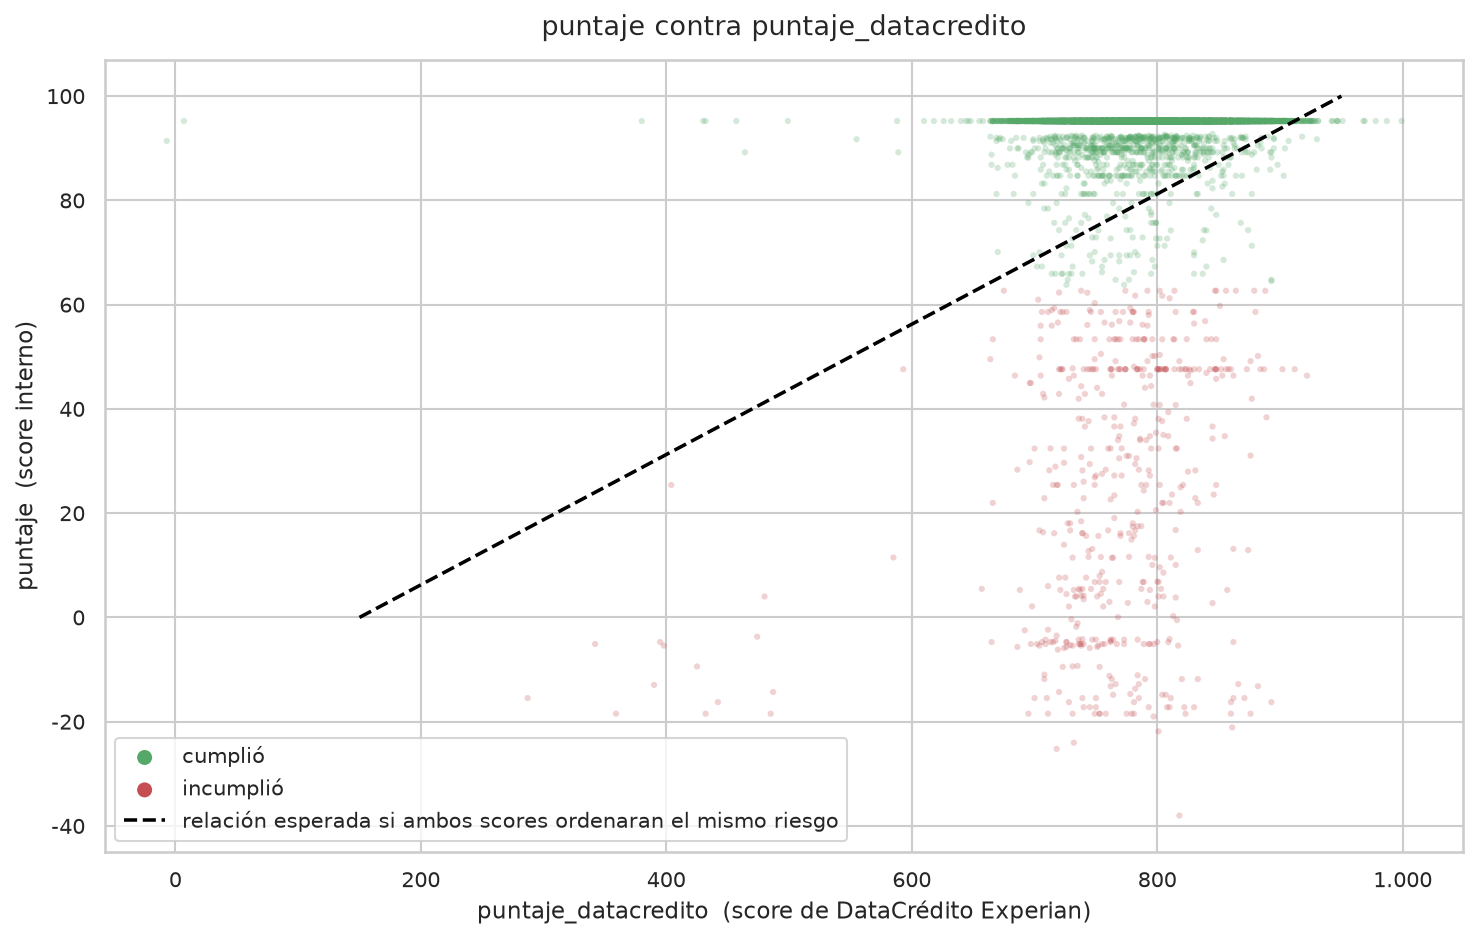 puntaje contra puntaje_datacredito
puntaje (score interno)
100
80
60
40
20
0
-20
-40
cumplió
incumplió
relación esperada si ambos scores ordenaran el mismo riesgo
0 200 400 600 800 1.000
puntaje_datacredito (score de DataCrédito Experian)